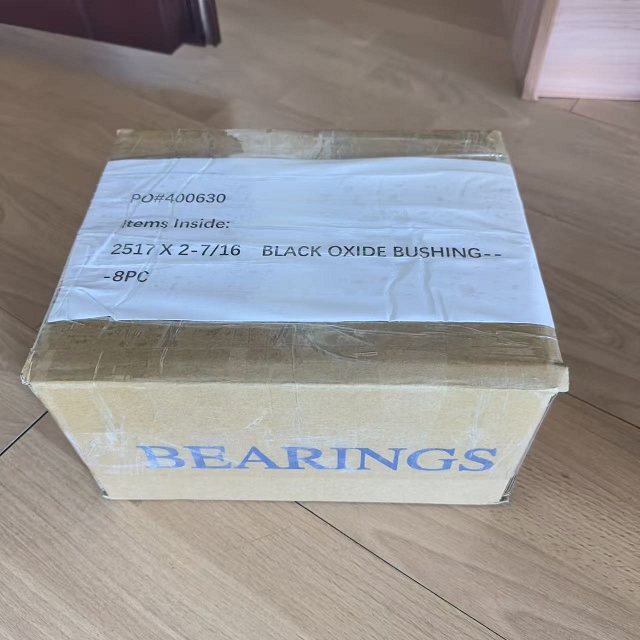 PO#400630
Items Inside:
2517 X 2-7/16 BLACK OXIDE BUSHING--
-8PC
BEARINGS